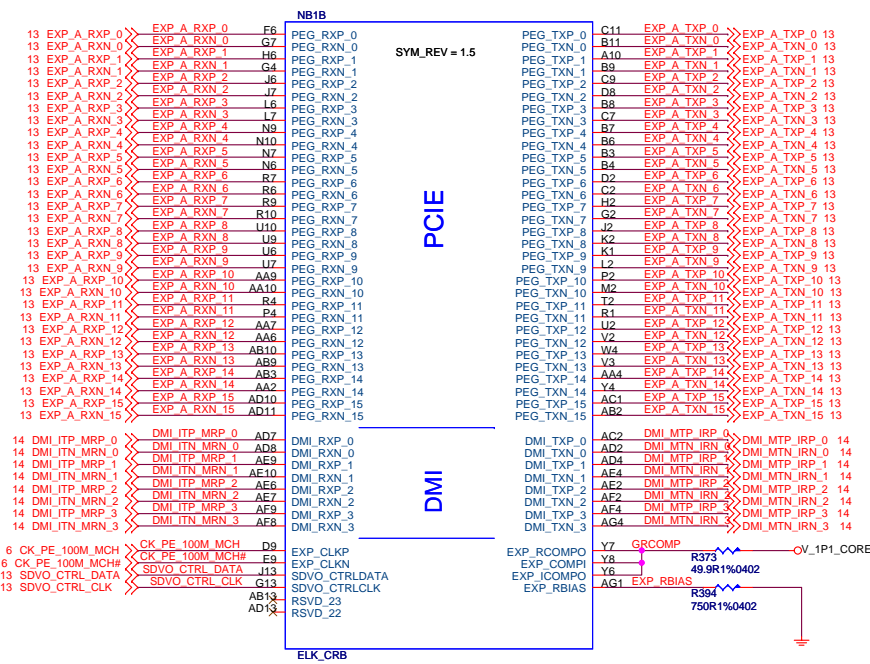 NB1B
SYM_REV = 1.5
PCIE
DMI
13 EXP_A_RXP_0 EXP_A_RXP_0 F6 PEG_RXP_0 PEG_TXP_0 C11 EXP_A_TXP_0 EXP_A_TXP_0 13
13 EXP_A_RXN_0 EXP_A_RXN_0 G7 PEG_RXN_0 PEG_TXN_0 B11 EXP_A_TXN_0 EXP_A_TXN_0 13
13 EXP_A_RXP_1 EXP_A_RXP_1 H6 PEG_RXP_1 PEG_TXP_1 A10 EXP_A_TXP_1 EXP_A_TXP_1 13
13 EXP_A_RXN_1 EXP_A_RXN_1 G4 PEG_RXN_1 PEG_TXN_1 B9 EXP_A_TXN_1 EXP_A_TXN_1 13
13 EXP_A_RXP_2 EXP_A_RXP_2 J6 PEG_RXP_2 PEG_TXP_2 C9 EXP_A_TXP_2 EXP_A_TXP_2 13
13 EXP_A_RXN_2 EXP_A_RXN_2 J7 PEG_RXN_2 PEG_TXN_2 D8 EXP_A_TXN_2 EXP_A_TXN_2 13
13 EXP_A_RXP_3 EXP_A_RXP_3 L6 PEG_RXP_3 PEG_TXP_3 B8 EXP_A_TXP_3 EXP_A_TXP_3 13
13 EXP_A_RXN_3 EXP_A_RXN_3 L7 PEG_RXN_3 PEG_TXN_3 C7 EXP_A_TXN_3 EXP_A_TXN_3 13
13 EXP_A_RXP_4 EXP_A_RXP_4 N9 PEG_RXP_4 PEG_TXP_4 B7 EXP_A_TXP_4 EXP_A_TXP_4 13
13 EXP_A_RXN_4 EXP_A_RXN_4 N10 PEG_RXN_4 PEG_TXN_4 B6 EXP_A_TXN_4 EXP_A_TXN_4 13
13 EXP_A_RXP_5 EXP_A_RXP_5 N7 PEG_RXP_5 PEG_TXP_5 B3 EXP_A_TXP_5 EXP_A_TXP_5 13
13 EXP_A_RXN_5 EXP_A_RXN_5 N6 PEG_RXN_5 PEG_TXN_5 B4 EXP_A_TXN_5 EXP_A_TXN_5 13
13 EXP_A_RXP_6 EXP_A_RXP_6 R7 PEG_RXP_6 PEG_TXP_6 D2 EXP_A_TXP_6 EXP_A_TXP_6 13
13 EXP_A_RXN_6 EXP_A_RXN_6 R6 PEG_RXN_6 PEG_TXN_6 C2 EXP_A_TXN_6 EXP_A_TXN_6 13
13 EXP_A_RXP_7 EXP_A_RXP_7 R9 PEG_RXP_7 PEG_TXP_7 H2 EXP_A_TXP_7 EXP_A_TXP_7 13
13 EXP_A_RXN_7 EXP_A_RXN_7 R10 PEG_RXN_7 PEG_TXN_7 G2 EXP_A_TXN_7 EXP_A_TXN_7 13
13 EXP_A_RXP_8 EXP_A_RXP_8 U10 PEG_RXP_8 PEG_TXP_8 J2 EXP_A_TXP_8 EXP_A_TXP_8 13
13 EXP_A_RXN_8 EXP_A_RXN_8 U9 PEG_RXN_8 PEG_TXN_8 K2 EXP_A_TXN_8 EXP_A_TXN_8 13
13 EXP_A_RXP_9 EXP_A_RXP_9 U6 PEG_RXP_9 PEG_TXP_9 K1 EXP_A_TXP_9 EXP_A_TXP_9 13
13 EXP_A_RXN_9 EXP_A_RXN_9 U7 PEG_RXN_9 PEG_TXN_9 L2 EXP_A_TXN_9 EXP_A_TXN_9 13
13 EXP_A_RXP_10 EXP_A_RXP_10 AA9 PEG_RXP_10 PEG_TXP_10 P2 EXP_A_TXP_10 EXP_A_TXP_10 13
13 EXP_A_RXN_10 EXP_A_RXN_10 AA10 PEG_RXN_10 PEG_TXN_10 M2 EXP_A_TXN_10 EXP_A_TXN_10 13
13 EXP_A_RXP_11 EXP_A_RXP_11 R4 PEG_RXP_11 PEG_TXP_11 T2 EXP_A_TXP_11 EXP_A_TXP_11 13
13 EXP_A_RXN_11 EXP_A_RXN_11 P4 PEG_RXN_11 PEG_TXN_11 R1 EXP_A_TXN_11 EXP_A_TXN_11 13
13 EXP_A_RXP_12 EXP_A_RXP_12 AA7 PEG_RXP_12 PEG_TXP_12 U2 EXP_A_TXP_12 EXP_A_TXP_12 13
13 EXP_A_RXN_12 EXP_A_RXN_12 AA6 PEG_RXN_12 PEG_TXN_12 V2 EXP_A_TXN_12 EXP_A_TXN_12 13
13 EXP_A_RXP_13 EXP_A_RXP_13 AB10 PEG_RXP_13 PEG_TXP_13 W4 EXP_A_TXP_13 EXP_A_TXP_13 13
13 EXP_A_RXN_13 EXP_A_RXN_13 AB9 PEG_RXN_13 PEG_TXN_13 V3 EXP_A_TXN_13 EXP_A_TXN_13 13
13 EXP_A_RXP_14 EXP_A_RXP_14 AB3 PEG_RXP_14 PEG_TXP_14 AA4 EXP_A_TXP_14 EXP_A_TXP_14 13
13 EXP_A_RXN_14 EXP_A_RXN_14 AA2 PEG_RXN_14 PEG_TXN_14 Y4 EXP_A_TXN_14 EXP_A_TXN_14 13
13 EXP_A_RXP_15 EXP_A_RXP_15 AD10 PEG_RXP_15 PEG_TXP_15 AC1 EXP_A_TXP_15 EXP_A_TXP_15 13
13 EXP_A_RXN_15 EXP_A_RXN_15 AD11 PEG_RXN_15 PEG_TXN_15 AB2 EXP_A_TXN_15 EXP_A_TXN_15 13
14 DMI_ITP_MRP_0 DMI_ITP_MRP_0 AD7 DMI_RXP_0 DMI_TXP_0 AC2 DMI_MTP_IRP_0 DMI_MTP_IRP_0 14
14 DMI_ITN_MRN_0 DMI_ITN_MRN_0 AD8 DMI_RXN_0 DMI_TXN_0 AD2 DMI_MTN_IRN_0 DMI_MTN_IRN_0 14
14 DMI_ITP_MRP_1 DMI_ITP_MRP_1 AE9 DMI_RXP_1 DMI_TXP_1 AD4 DMI_MTP_IRP_1 DMI_MTP_IRP_1 14
14 DMI_ITN_MRN_1 DMI_ITN_MRN_1 AE10 DMI_RXN_1 DMI_TXN_1 AE4 DMI_MTN_IRN_1 DMI_MTN_IRN_1 14
14 DMI_ITP_MRP_2 DMI_ITP_MRP_2 AE6 DMI_RXP_2 DMI_TXP_2 AE2 DMI_MTP_IRP_2 DMI_MTP_IRP_2 14
14 DMI_ITN_MRN_2 DMI_ITN_MRN_2 AE7 DMI_RXN_2 DMI_TXN_2 AF2 DMI_MTN_IRN_2 DMI_MTN_IRN_2 14
14 DMI_ITP_MRP_3 DMI_ITP_MRP_3 AF9 DMI_RXP_3 DMI_TXP_3 AF4 DMI_MTP_IRP_3 DMI_MTP_IRP_3 14
14 DMI_ITN_MRN_3 DMI_ITN_MRN_3 AF8 DMI_RXN_3 DMI_TXN_3 AG4 DMI_MTN_IRN_3 DMI_MTN_IRN_3 14
6 CK_PE_100M_MCH CK_PE_100M_MCH D9 EXP_CLKP EXP_RCOMPO Y7 GRCOMP V_1P1_CORE
6 CK_PE_100M_MCH# CK_PE_100M_MCH# E9 EXP_CLKN EXP_COMPI Y8 R373
13 SDVO_CTRL_DATA SDVO_CTRL_DATA J13 SDVO_CTRLDATA EXP_ICOMPO Y6 49.9R1%0402
13 SDVO_CTRL_CLK SDVO_CTRL_CLK G13 SDVO_CTRLCLK EXP_RBIAS AG1 EXP_RBIAS
AB13 RSVD_23 R394
AD13 RSVD_22 750R1%0402
ELK_CRB